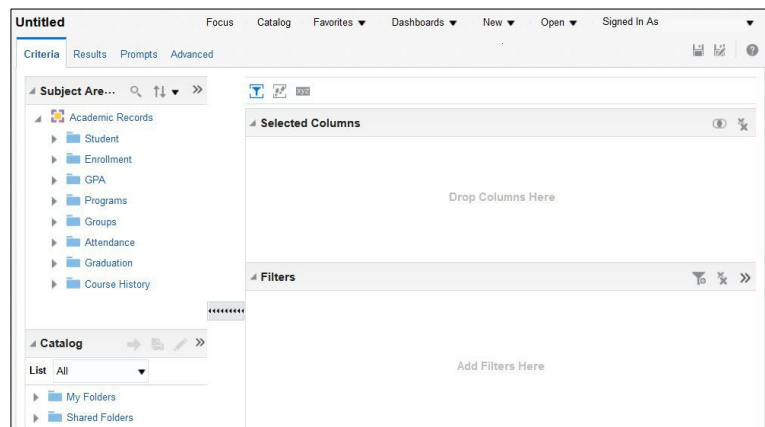 Untitled
Focus Catalog Favorites Dashboards New Open Signed In As
Criteria Results Prompts Advanced
Subject Are...
Academic Records
Student
Enrollment
GPA
Programs
Groups
Attendance
Graduation
Course History
Catalog
List All
My Folders
Shared Folders
XYZ
Selected Columns
Drop Columns Here
Filters
Add Filters Here